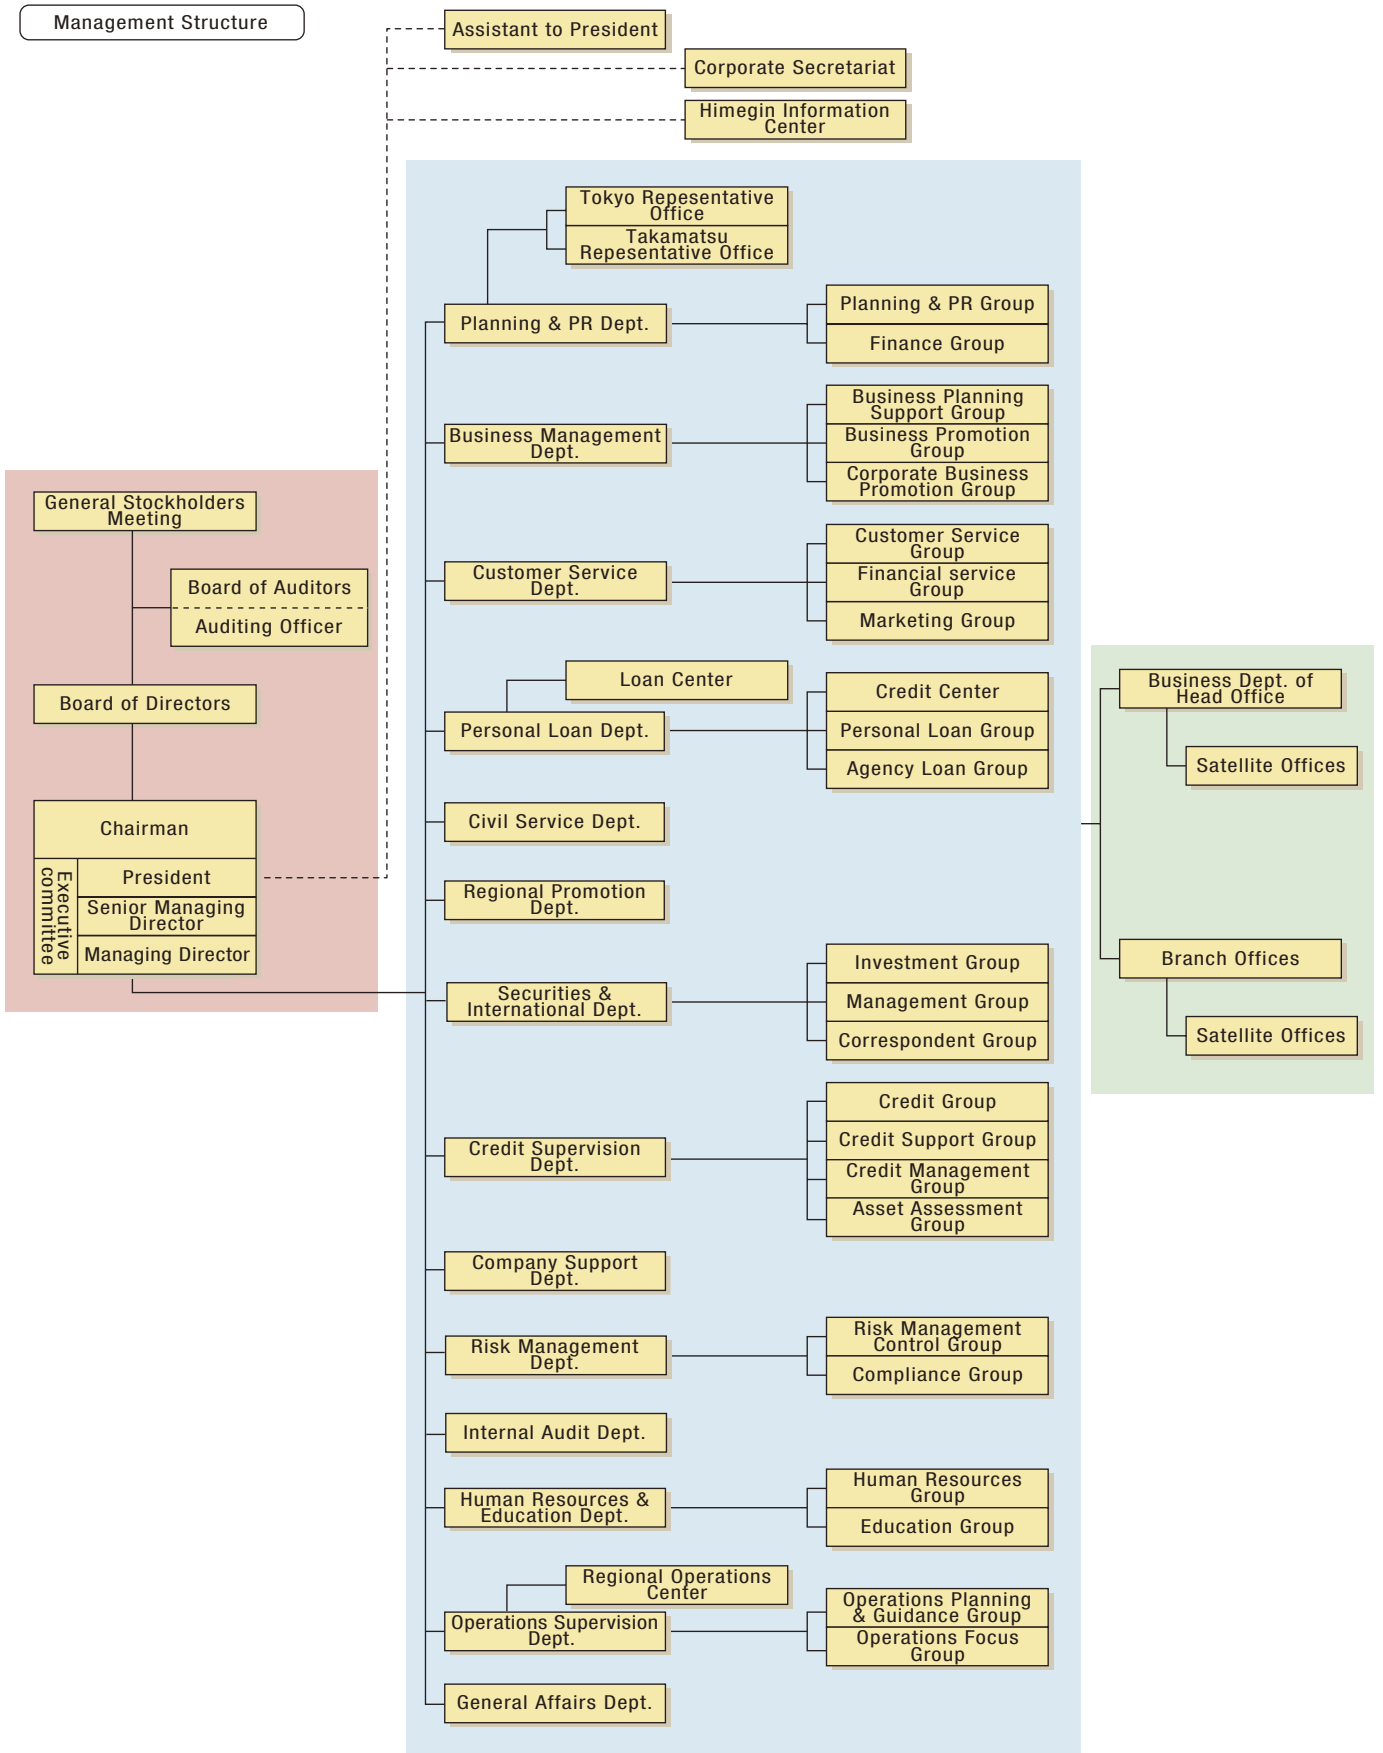 Management Structure
Assistant to President
Corporate Secretariat
Himegin Information
Center
Tokyo Repesentative
Office
Takamatsu
Repesentative Office
Planning & PR Dept.
Planning & PR Group
Finance Group
Business Management
Dept.
Business Planning
Support Group
Business Promotion
Group
Corporate Business
Promotion Group
General Stockholders
Meeting
Board of Auditors
Auditing Officer
Board of Directors
Chairman
Executive
committee
President
Senior Managing
Director
Managing Director
Customer Service
Dept.
Customer Service
Group
Financial service
Group
Marketing Group
Loan Center
Personal Loan Dept.
Credit Center
Personal Loan Group
Agency Loan Group
Civil Service Dept.
Regional Promotion
Dept.
Securities &
International Dept.
Investment Group
Management Group
Correspondent Group
Credit Supervision
Dept.
Credit Group
Credit Support Group
Credit Management
Group
Asset Assessment
Group
Company Support
Dept.
Risk Management
Dept.
Risk Management
Control Group
Compliance Group
Internal Audit Dept.
Human Resources &
Education Dept.
Human Resources
Group
Education Group
Regional Operations
Center
Operations Supervision
Dept.
Operations Planning
& Guidance Group
Operations Focus
Group
General Affairs Dept.
Business Dept. of
Head Office
Satellite Offices
Branch Offices
Satellite Offices